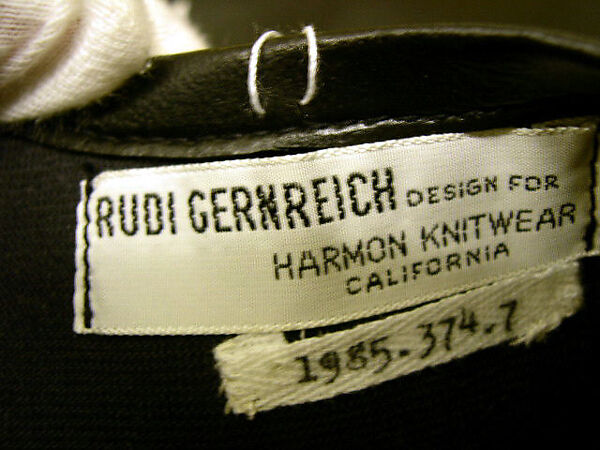 RUDI GERNREICH DESIGN FOR
HARMON KNITWEAR
CALIFORNIA
1985.374.7